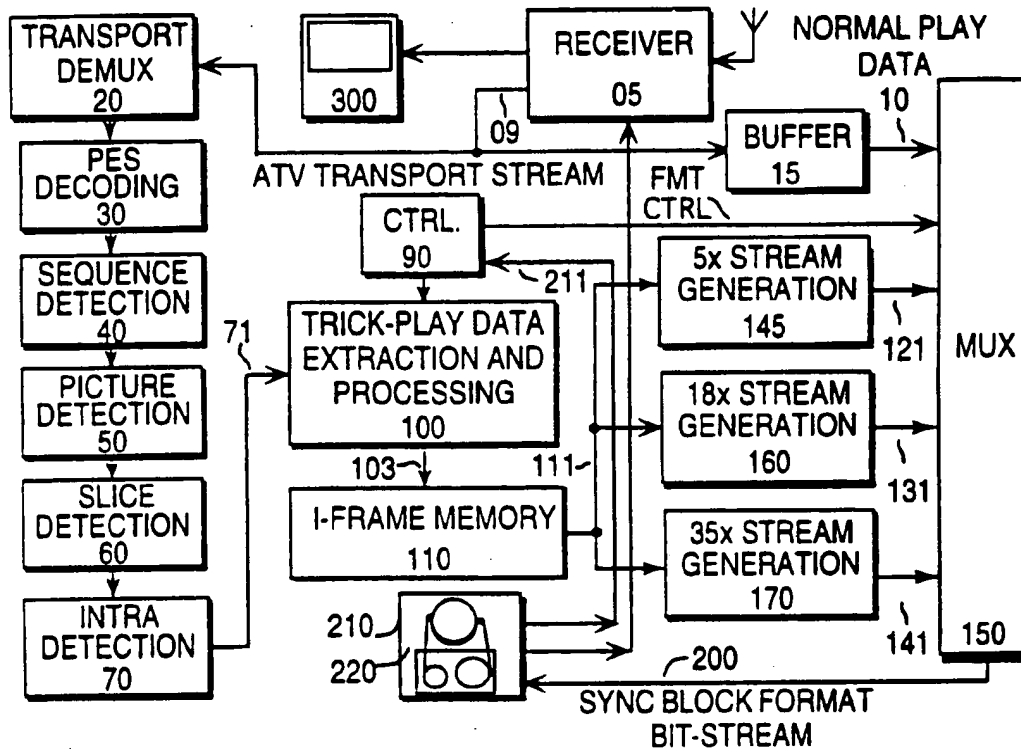 TRANSPORT
DEMUX
20
300
RECEIVER
05
09
NORMAL PLAY
DATA
10
BUFFER
15
ATV TRANSPORT STREAM
FMT
CTRL
PES
DECODING
30
CTRL.
90
211
SEQUENCE
DETECTION
40
71
TRICK-PLAY DATA
EXTRACTION AND
PROCESSING
100
5x STREAM
GENERATION
145
121
MUX
PICTURE
DETECTION
50
18x STREAM
GENERATION
160
131
103
111
SLICE
DETECTION
60
I-FRAME MEMORY
110
35x STREAM
GENERATION
170
141
INTRA
DETECTION
70
210
220
150
200
SYNC BLOCK FORMAT
BIT-STREAM